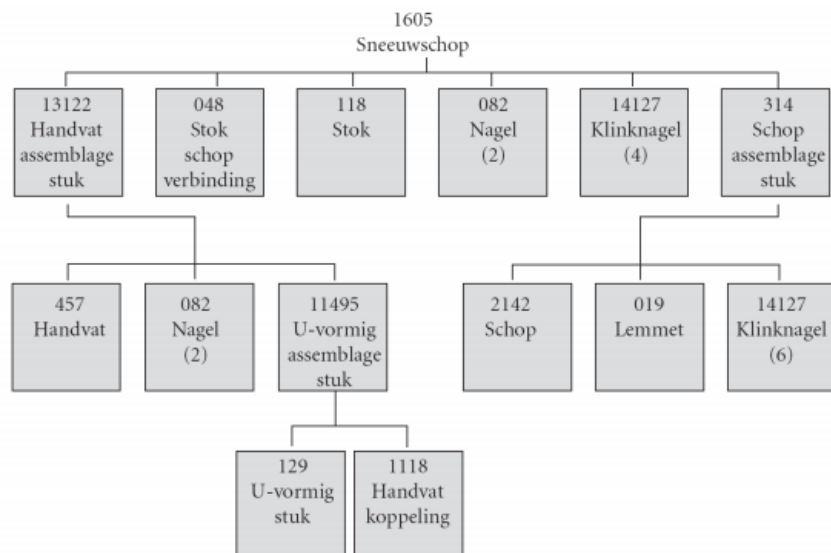 1605
Sneeuwschop
13122
Handvat
assemblage
stuk
048
Stok
schop
verbinding
118
Stok
082
Nagel
(2)
14127
Klinknagel
(4)
314
Schop
assemblage
stuk
457
Handvat
082
Nagel
(2)
11495
U-vormig
assemblage
stuk
2142
Schop
019
Lemmet
14127
Klinknagel
(6)
129
U-vormig
stuk
1118
Handvat
koppeling